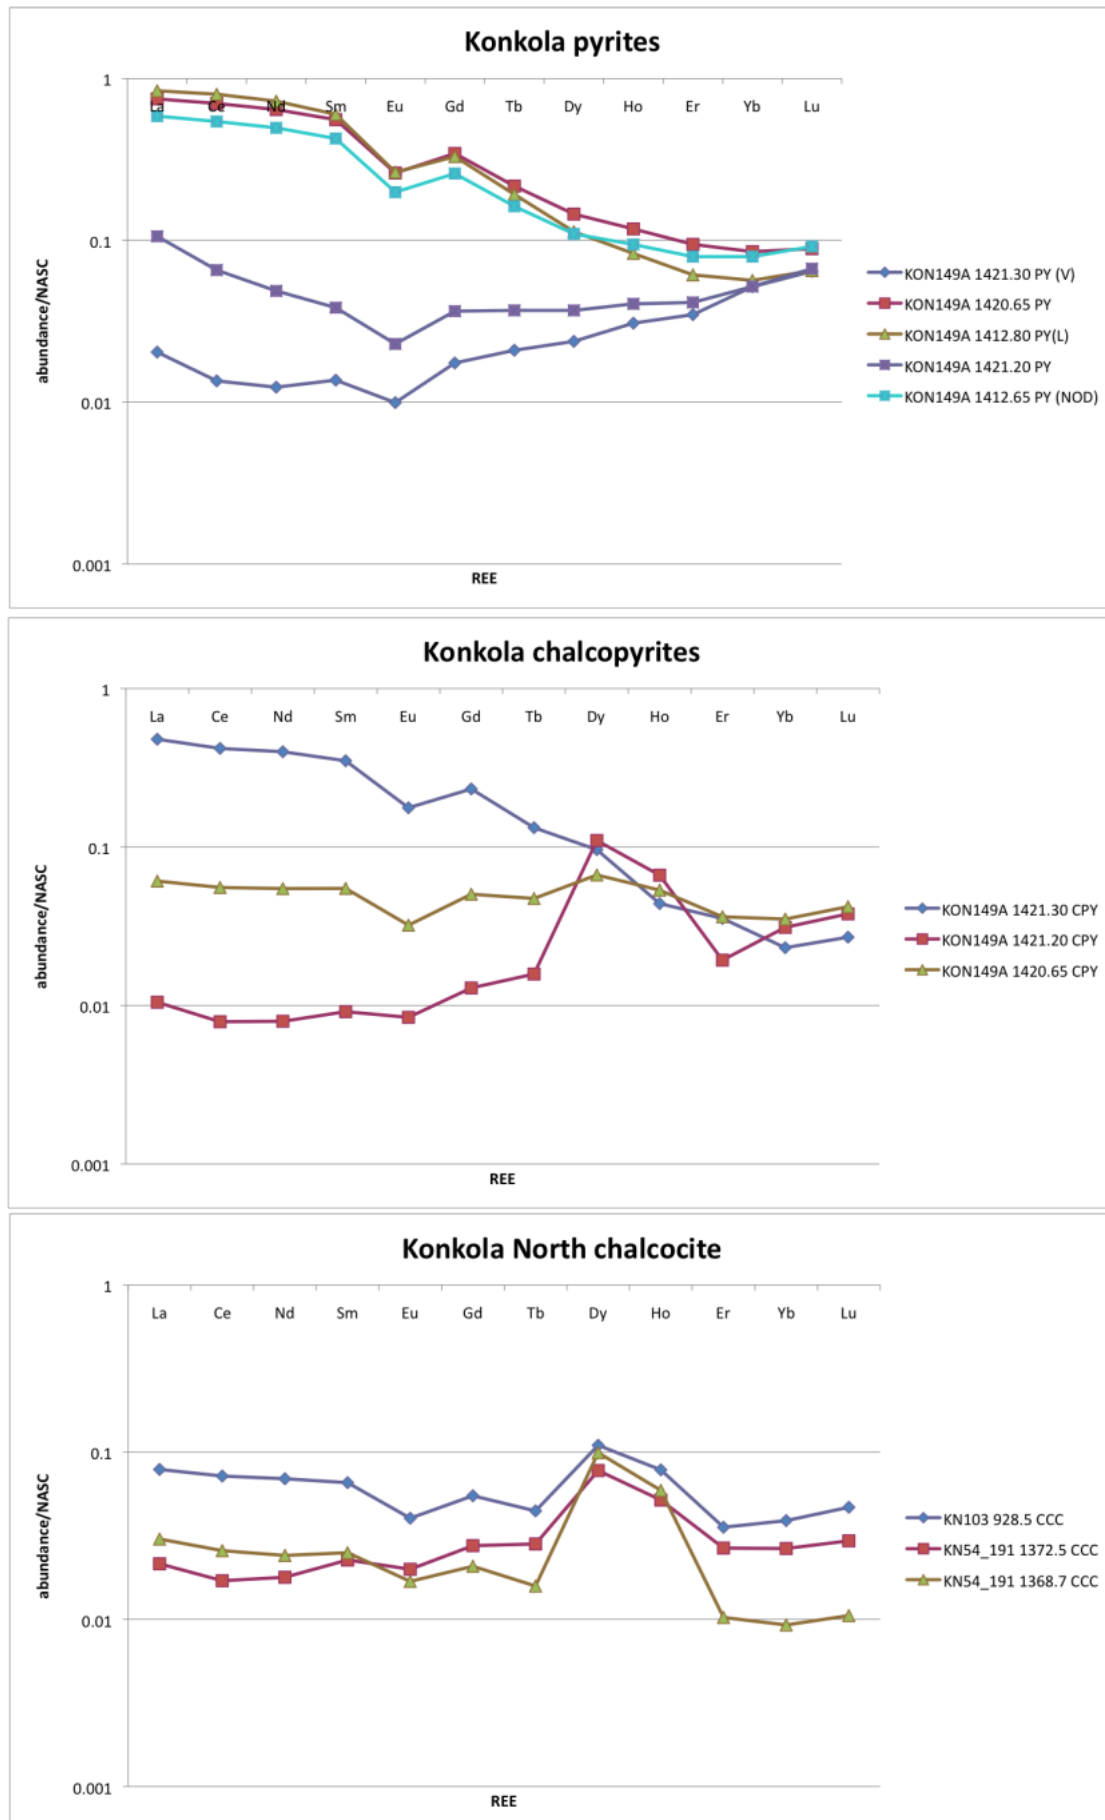 Konkola pyrites
1
La Ce Nd Sm Eu Gd Tb Dy Ho Er Yb Lu
0.1
0.01
0.001
abundance/NASC
REE
KON149A 1421.30 PY (V)
KON149A 1420.65 PY
KON149A 1412.80 PY(L)
KON149A 1421.20 PY
KON149A 1412.65 PY (NOD)
Konkola chalcopyrites
1
La Ce Nd Sm Eu Gd Tb Dy Ho Er Yb Lu
0.1
0.01
0.001
abundance/NASC
REE
KON149A 1421.30 CPY
KON149A 1421.20 CPY
KON149A 1420.65 CPY
Konkola North chalcocite
1
La Ce Nd Sm Eu Gd Tb Dy Ho Er Yb Lu
0.1
0.01
0.001
abundance/NASC
REE
KN103 928.5 CCC
KN54_191 1372.5 CCC
KN54_191 1368.7 CCC